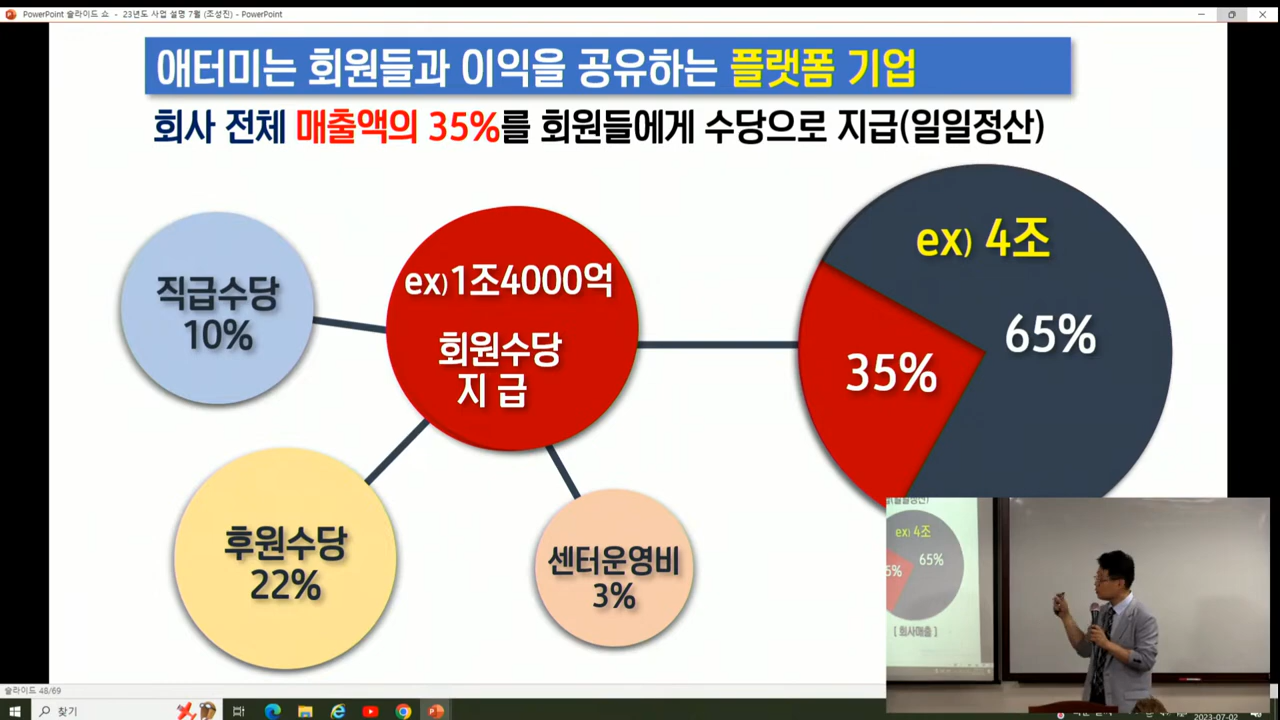 PowerPoint 슬라이드 쇼 - 23년도 사업 설명 7월 (조성진) - PowerPoint
애터미는 회원들과 이익을 공유하는 플랫폼 기업
회사 전체 매출액의 35%를 회원들에게 수당으로 지급(일일정산)
직급수당
10%
ex)1조4000억
회원수당
지 급
ex) 4조
65%
35%
후원수당
22%
센터운영비
3%
ex) 4조
65%
5%
[ 회사매출 ]
슬라이드 48/69
찾기
2023-07-02